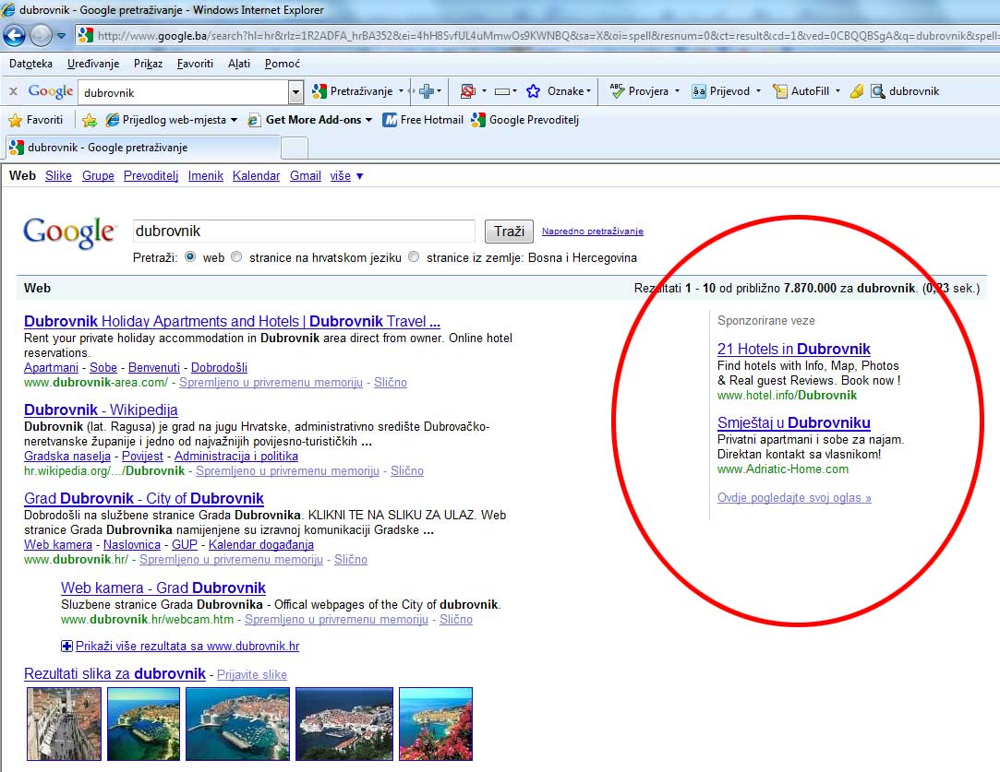 dubrovnik - Google pretraživanje - Windows Internet Explorer
http://www.google.ba/search?hl=hr&rlz=1R2ADFA_hrBA352&ei=4hH8SvfUL4uMmwOs9KWNBQ&sa=X&oi=spell&resnum=0&ct=result&cd=1&ved=0CBQQBSgA&q=dubrovnik&spell=
Datoteka Uređivanje Prikaz Favoriti Alati Pomoć
x Google dubrovnik Pretraživanje Oznake Provjera Prijevod AutoFill dubrovnik
Favoriti Prijedlog web-mjesta Get More Add-ons Free Hotmail Google Prevoditelj
dubrovnik - Google pretraživanje
Web Slike Grupe Prevoditelj Imenik Kalendar Gmail više ▼
Google dubrovnik Traži Napredno pretraživanje
Pretraži: web stranice na hrvatskom jeziku stranice iz zemlje: Bosna i Hercegovina
Web Rezultati 1 - 10 od približno 7.870.000 za dubrovnik. (0,23 sek.)
Dubrovnik Holiday Apartments and Hotels | Dubrovnik Travel ...
Rent your private holiday accommodation in Dubrovnik area direct from owner. Online hotel
reservations.
Apartmani - Sobe - Benvenuti - Dobrodošli
www.dubrovnik-area.com/ - Spremljeno u privremenu memoriju - Slično
Dubrovnik - Wikipedija
Dubrovnik (lat. Ragusa) je grad na jugu Hrvatske, administrativno središte Dubrovačko-
neretvanske županije i jedno od najvažnijih povijesno-turističkih ...
Gradska naselja - Povijest - Administracija i politika
hr.wikipedia.org/.../Dubrovnik - Spremljeno u privremenu memoriju - Slično
Grad Dubrovnik - City of Dubrovnik
Dobrodošli na službene stranice Grada Dubrovnika. KLIKNI TE NA SLIKU ZA ULAZ. Web
stranice Grada Dubrovnika namijenjene su izravnoj komunikaciji Gradske ...
Web kamera - Naslovnica - GUP - Kalendar događanja
www.dubrovnik.hr/ - Spremljeno u privremenu memoriju - Slično
Web kamera - Grad Dubrovnik
Sluzbene stranice Grada Dubrovnika - Offical webpages of the City of dubrovnik.
www.dubrovnik.hr/webcam.htm - Spremljeno u privremenu memoriju - Slično
Prikaži više rezultata sa www.dubrovnik.hr
Rezultati slika za dubrovnik - Prijavite slike
Sponzorirane veze
21 Hotels in Dubrovnik
Find hotels with Info, Map, Photos
& Real guest Reviews. Book now !
www.hotel.info/Dubrovnik
Smještaj u Dubrovniku
Privatni apartmani i sobe za najam.
Direktan kontakt sa vlasnikom!
www.Adriatic-Home.com
Ovdje pogledajte svoj oglas »